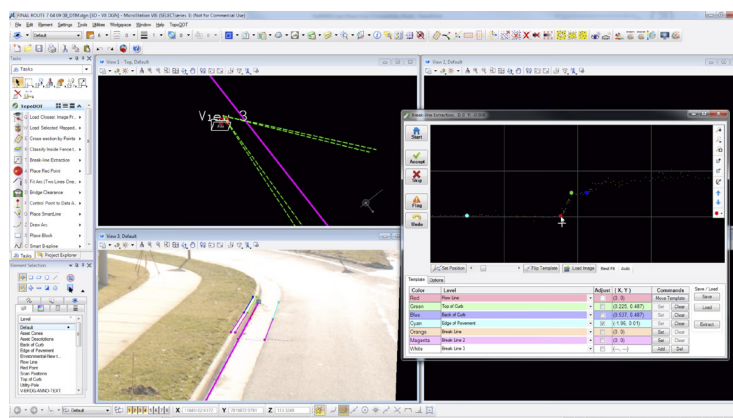 FINAL ROUTE 7 68 09 08_DTM.dgn [3D - V8 DGN] - MicroStation V8i (SELECTseries 3) (Not for Commercial Use)
File Edit Element Settings Tools Utilities Workspace Window Help TopoDOT
Default
Tasks
View 1 - Top, Default
View 2, Default
Tasks
TopoDOT
Load Closest Image Fr...
Load Selected Mapped...
Cross-section by Points
Classify Inside Fence t...
Break-line Extraction
Place Red Point
Fit Arc (Two Lines One...
Bridge Clearance
Control Point to Data A...
Place SmartLine
Draw Arc
Place Block
Smart B-spline
Tasks
Project Explorer
Element Selection
Level
Default
Asset Cones
Asset Descriptions
Back of Curb
Edge of Pavement
Flow Line
Red Point
Scan Positions
Top of Curb
Utility-Pole
View 3
View 3, Default
Start
Accept
Skip
Flag
Undo
Set Position
Flip Template
Load Image
Best Fit
Auto
Template
Options
Color
Level
Adjust
( X, Y )
Commands
Save / Load
Red
Flow Line
(0, 0)
Move Template
Save
Green
Top of Curb
(0.225, 0.487)
Set
Clear
Load
Blue
Back of Curb
(0.537, 0.487)
Set
Clear
Cyan
Edge of Pavement
(-1.96, 0.01)
Set
Clear
Extract
Orange
Break Line
(0, 0)
Set
Clear
Magenta
Break Line 2
(0, 0)
Set
Clear
White
Break Line 3
(--, --)
Add
Del
Default
X
Y
Z